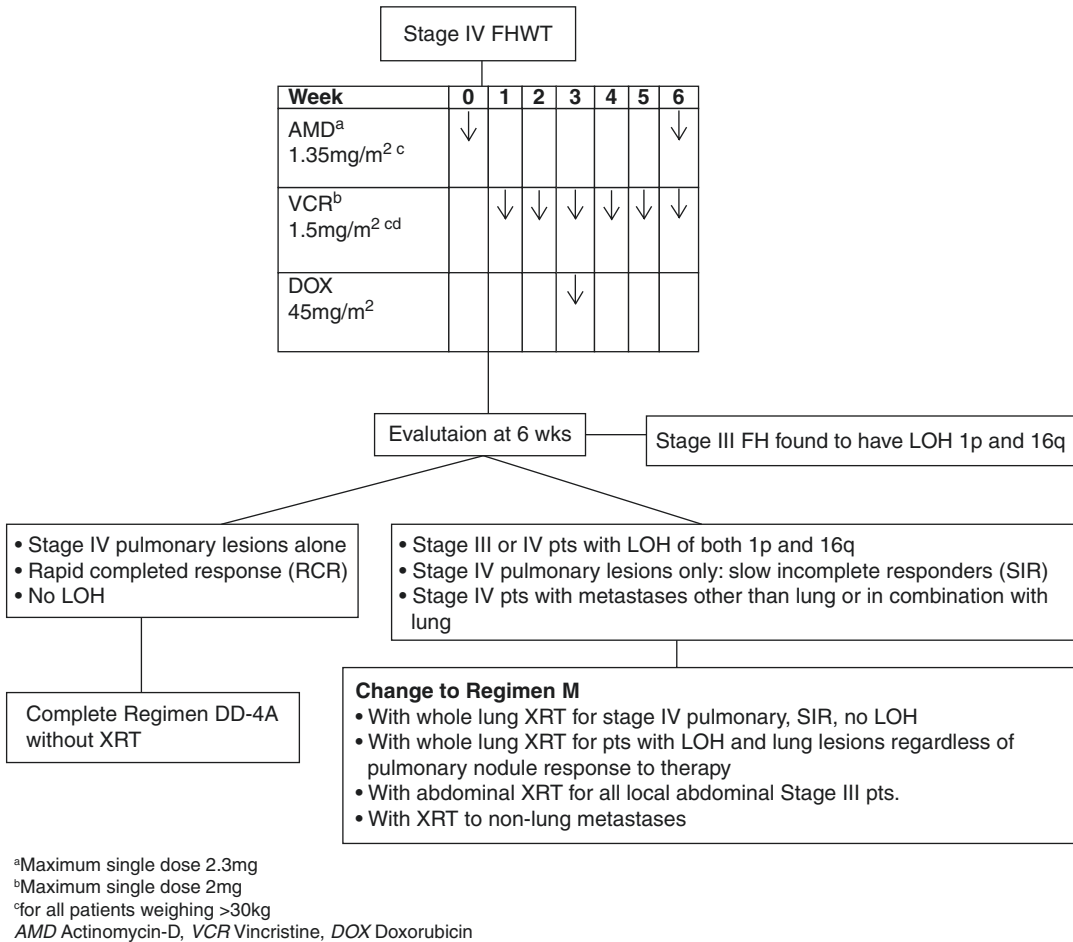 Stage IV FHWT
Week 0 1 2 3 4 5 6
AMDᵃ
1.35mg/m² ᶜ
VCRᵇ
1.5mg/m² ᶜᵈ
DOX
45mg/m²
Evalutaion at 6 wks
Stage III FH found to have LOH 1p and 16q
• Stage IV pulmonary lesions alone
• Rapid completed response (RCR)
• No LOH
• Stage III or IV pts with LOH of both 1p and 16q
• Stage IV pulmonary lesions only: slow incomplete responders (SIR)
• Stage IV pts with metastases other than lung or in combination with
lung
Complete Regimen DD-4A
without XRT
Change to Regimen M
• With whole lung XRT for stage IV pulmonary, SIR, no LOH
• With whole lung XRT for pts with LOH and lung lesions regardless of
pulmonary nodule response to therapy
• With abdominal XRT for all local abdominal Stage III pts.
• With XRT to non-lung metastases
ᵃMaximum single dose 2.3mg
ᵇMaximum single dose 2mg
ᶜfor all patients weighing >30kg
AMD Actinomycin-D, VCR Vincristine, DOX Doxorubicin